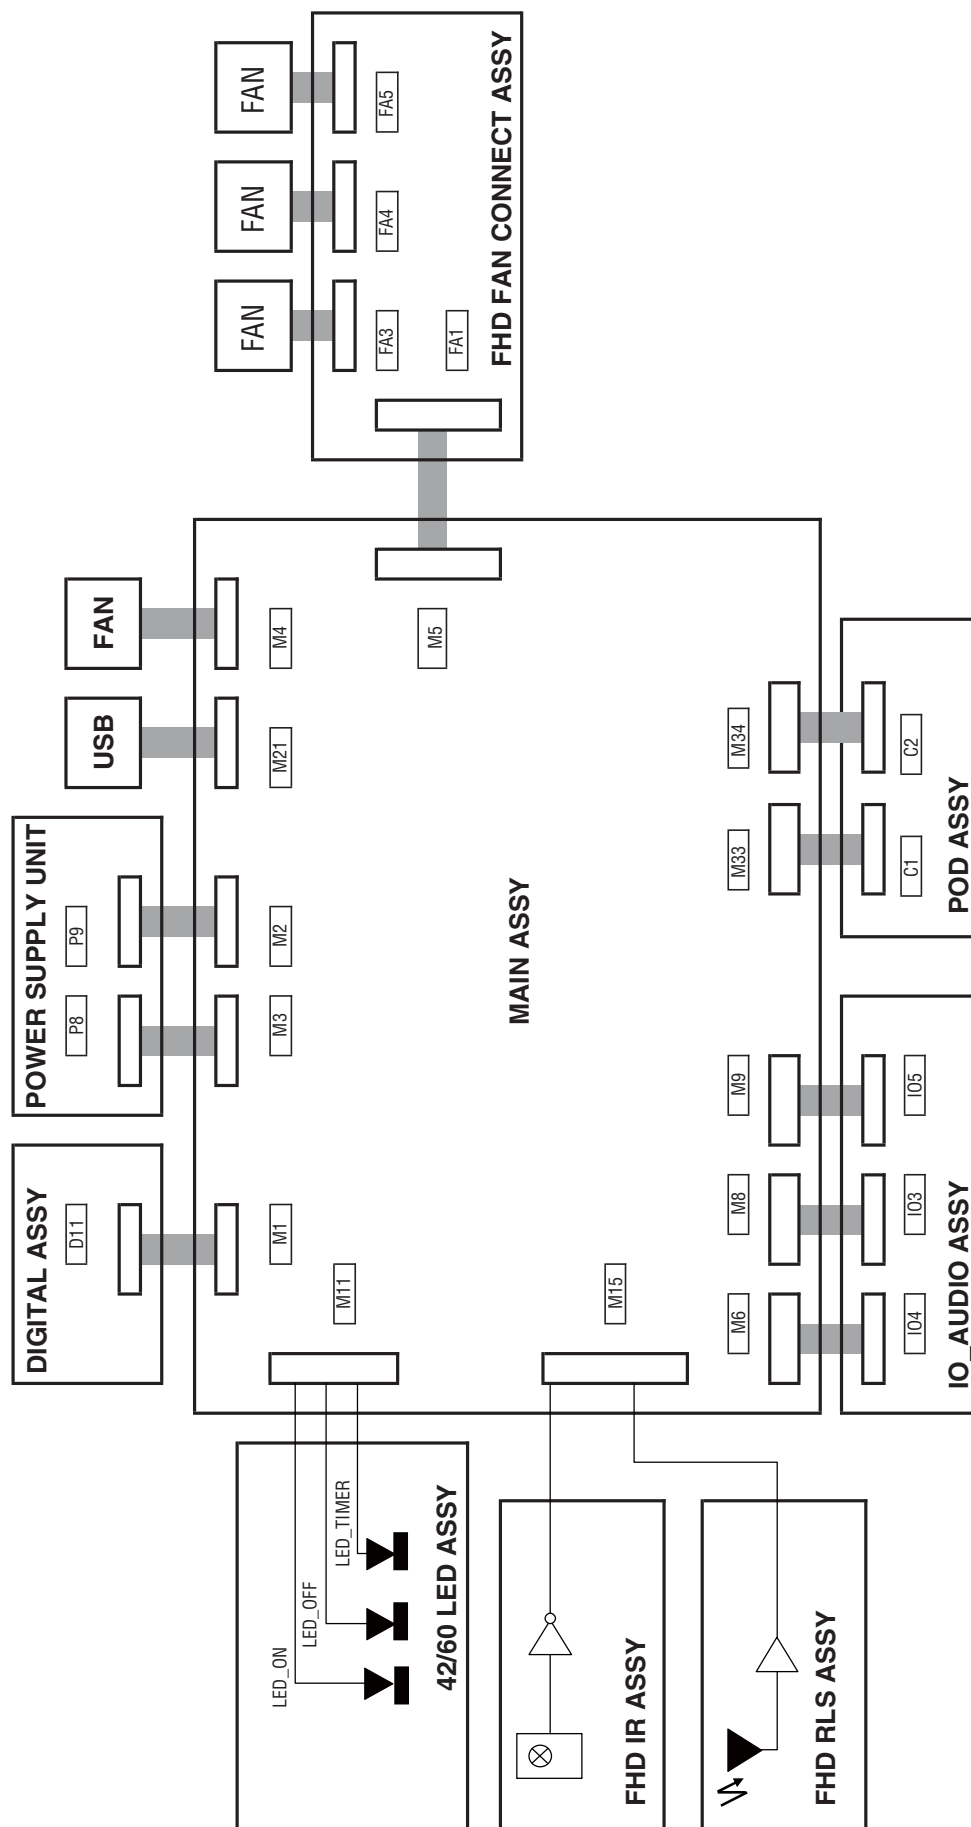 FAN
FAN
FAN
FA5
FA4
FA3
FA1
FHD FAN CONNECT ASSY
FAN
USB
M4
M21
M5
POWER SUPPLY UNIT
P9
P8
M2
M3
DIGITAL ASSY
D11
M1
M11
M15
MAIN ASSY
M34
M33
M9
M8
M6
C2
C1
POD ASSY
IO5
IO3
IO4
IO_AUDIO ASSY
LED_ON
LED_OFF
LED_TIMER
42/60 LED ASSY
FHD IR ASSY
FHD RLS ASSY